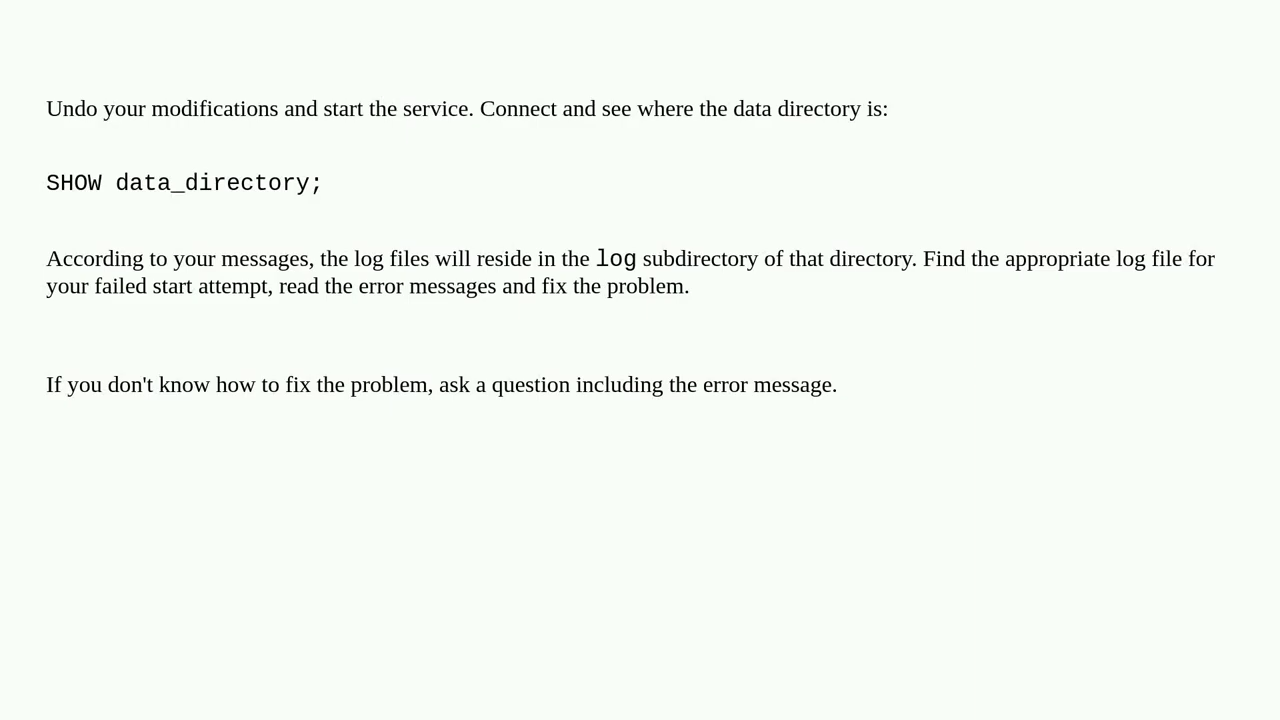 Undo your modifications and start the service. Connect and see where the data directory is:
SHOW data_directory;
According to your messages, the log files will reside in the log subdirectory of that directory. Find the appropriate log file for
your failed start attempt, read the error messages and fix the problem.
If you don't know how to fix the problem, ask a question including the error message.